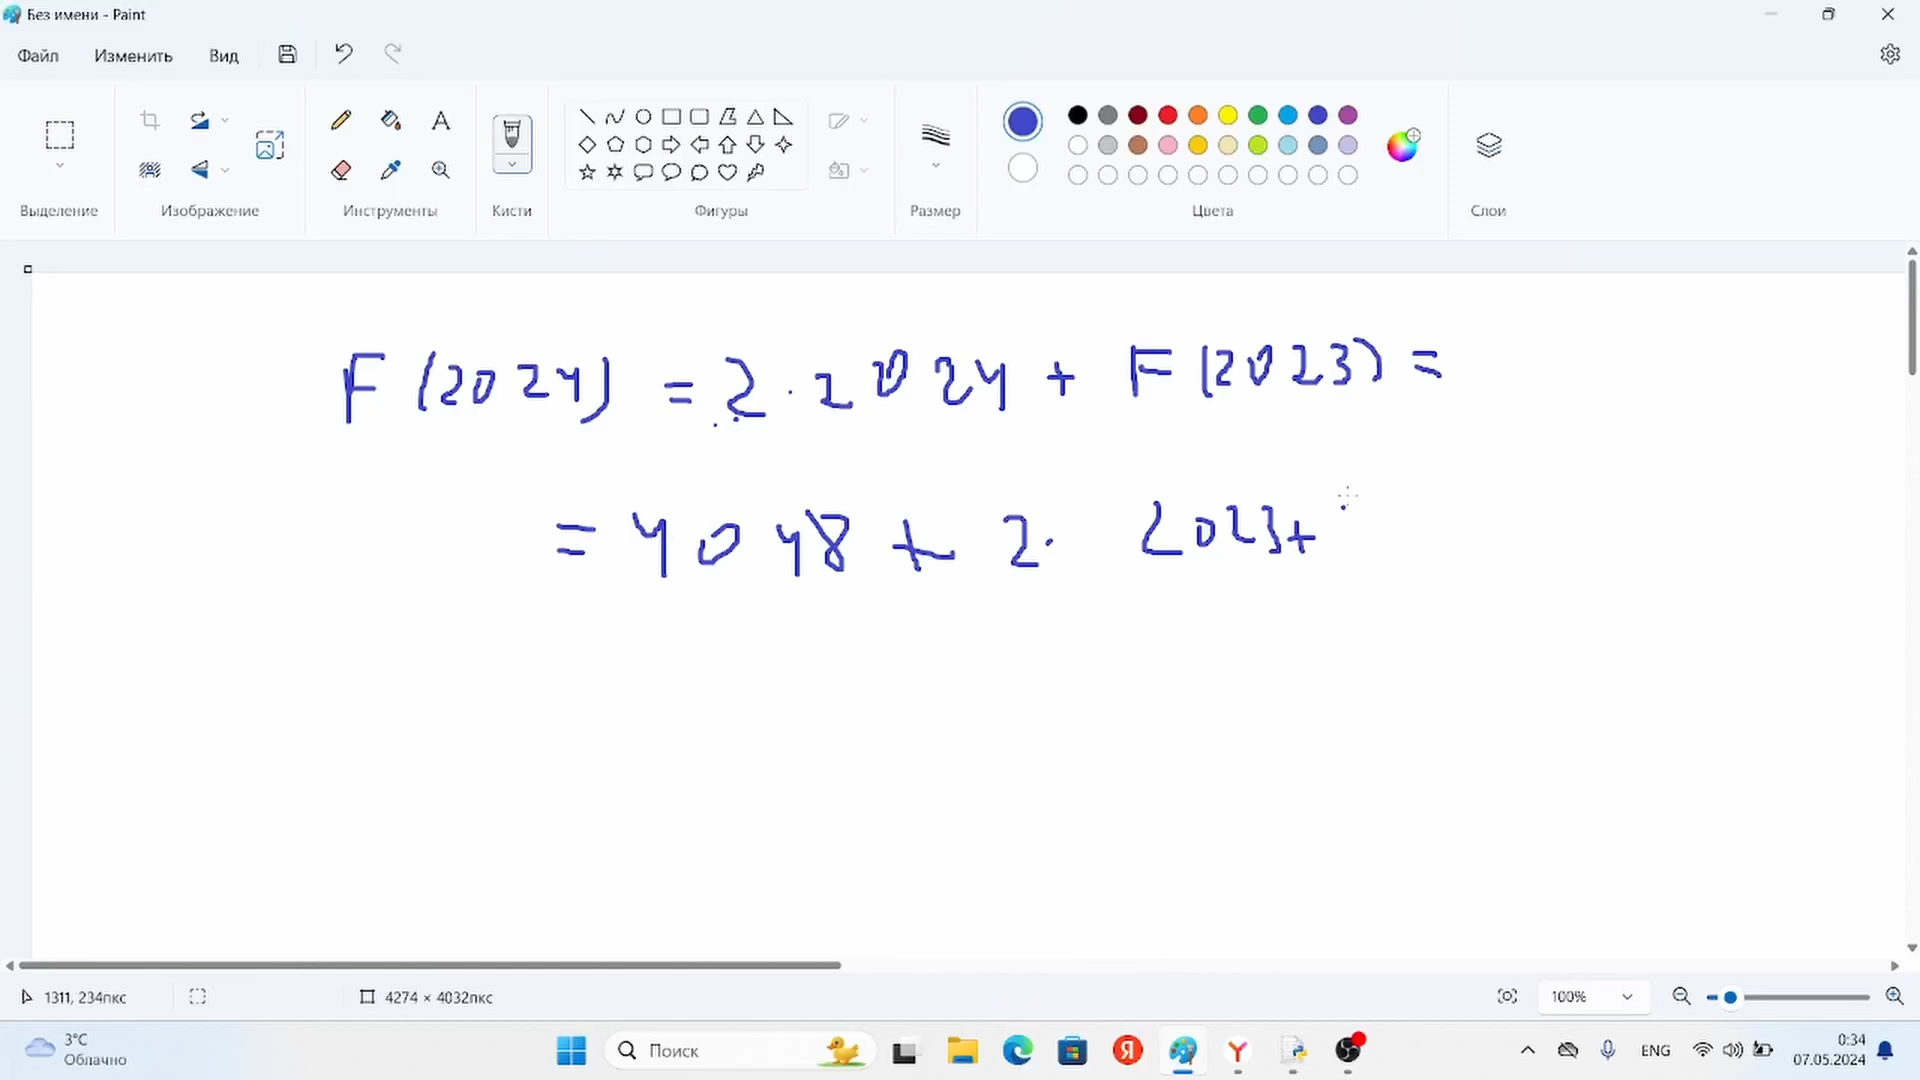 Без имени - Paint
Файл Изменить Вид
Выделение Изображение Инструменты Кисти Фигуры Размер Цвета Слои
F(2024) = 2 · 2024 + F(2023) =
= 4048 + 2 · 2023 +
1311, 234пкс 4274 × 4032пкс 100%
3°C
Облачно
Поиск
ENG
0:34
07.05.2024